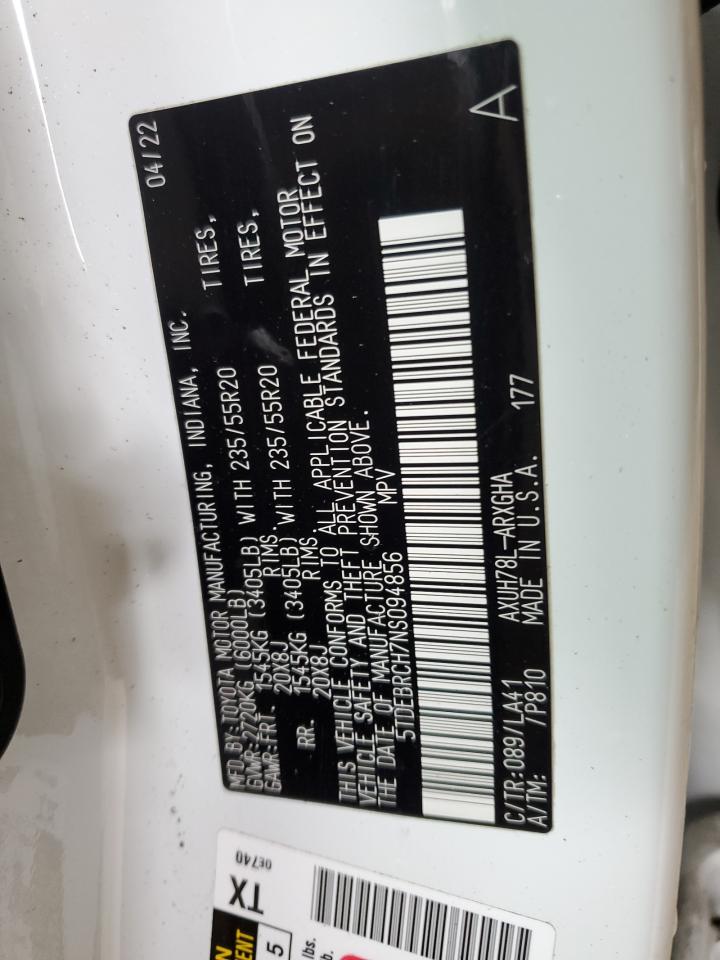 MFD. BY: TOYOTA MOTOR MANUFACTURING, INDIANA, INC. 04/22
GVWR: 2720KG (6000LB)
GAWR: FRT. 1545KG (3405LB) WITH 235/55R20 TIRES,
20X8J RIMS.
RR. 1545KG (3405LB) WITH 235/55R20 TIRES,
20X8J RIMS.
THIS VEHICLE CONFORMS TO ALL APPLICABLE FEDERAL MOTOR
VEHICLE SAFETY AND THEFT PREVENTION STANDARDS IN EFFECT ON
THE DATE OF MANUFACTURE SHOWN ABOVE.
5TDEBRCH7NS094856 MPV
C/TR: 089/LA41 AXUH78L-ARXGHA
A/TM: /P810 MADE IN U.S.A. 177
A
TX
0E740
5
lbs.